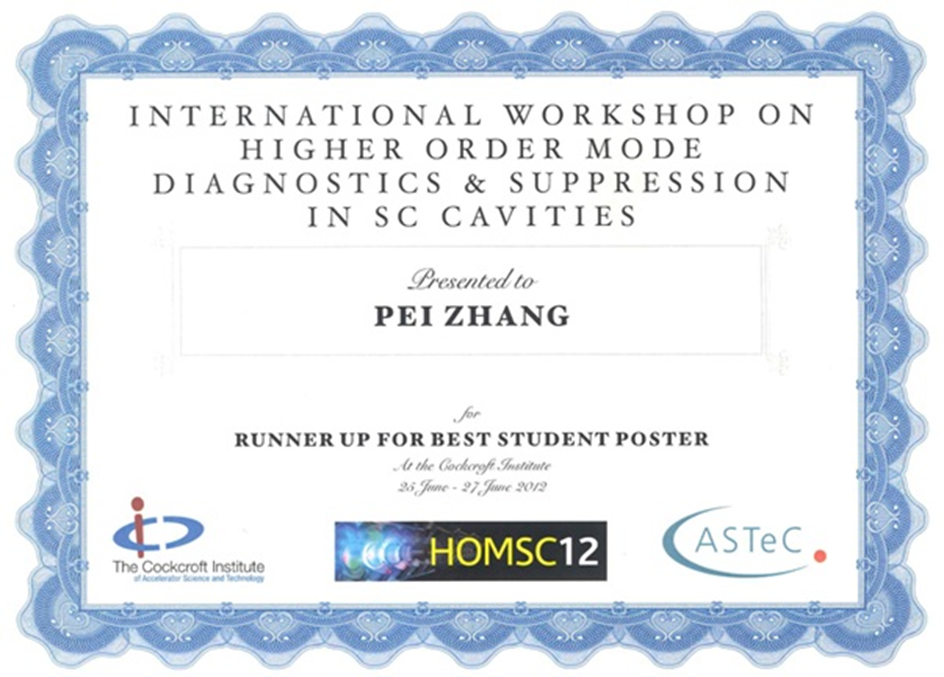 INTERNATIONAL WORKSHOP ON
HIGHER ORDER MODE
DIAGNOSTICS & SUPPRESSION
IN SC CAVITIES
Presented to
PEI ZHANG
for
RUNNER UP FOR BEST STUDENT POSTER
At the Cockcroft Institute
25 June - 27 June 2012
The Cockcroft Institute
of Accelerator Science and Technology
HOMSC12
ASTeC